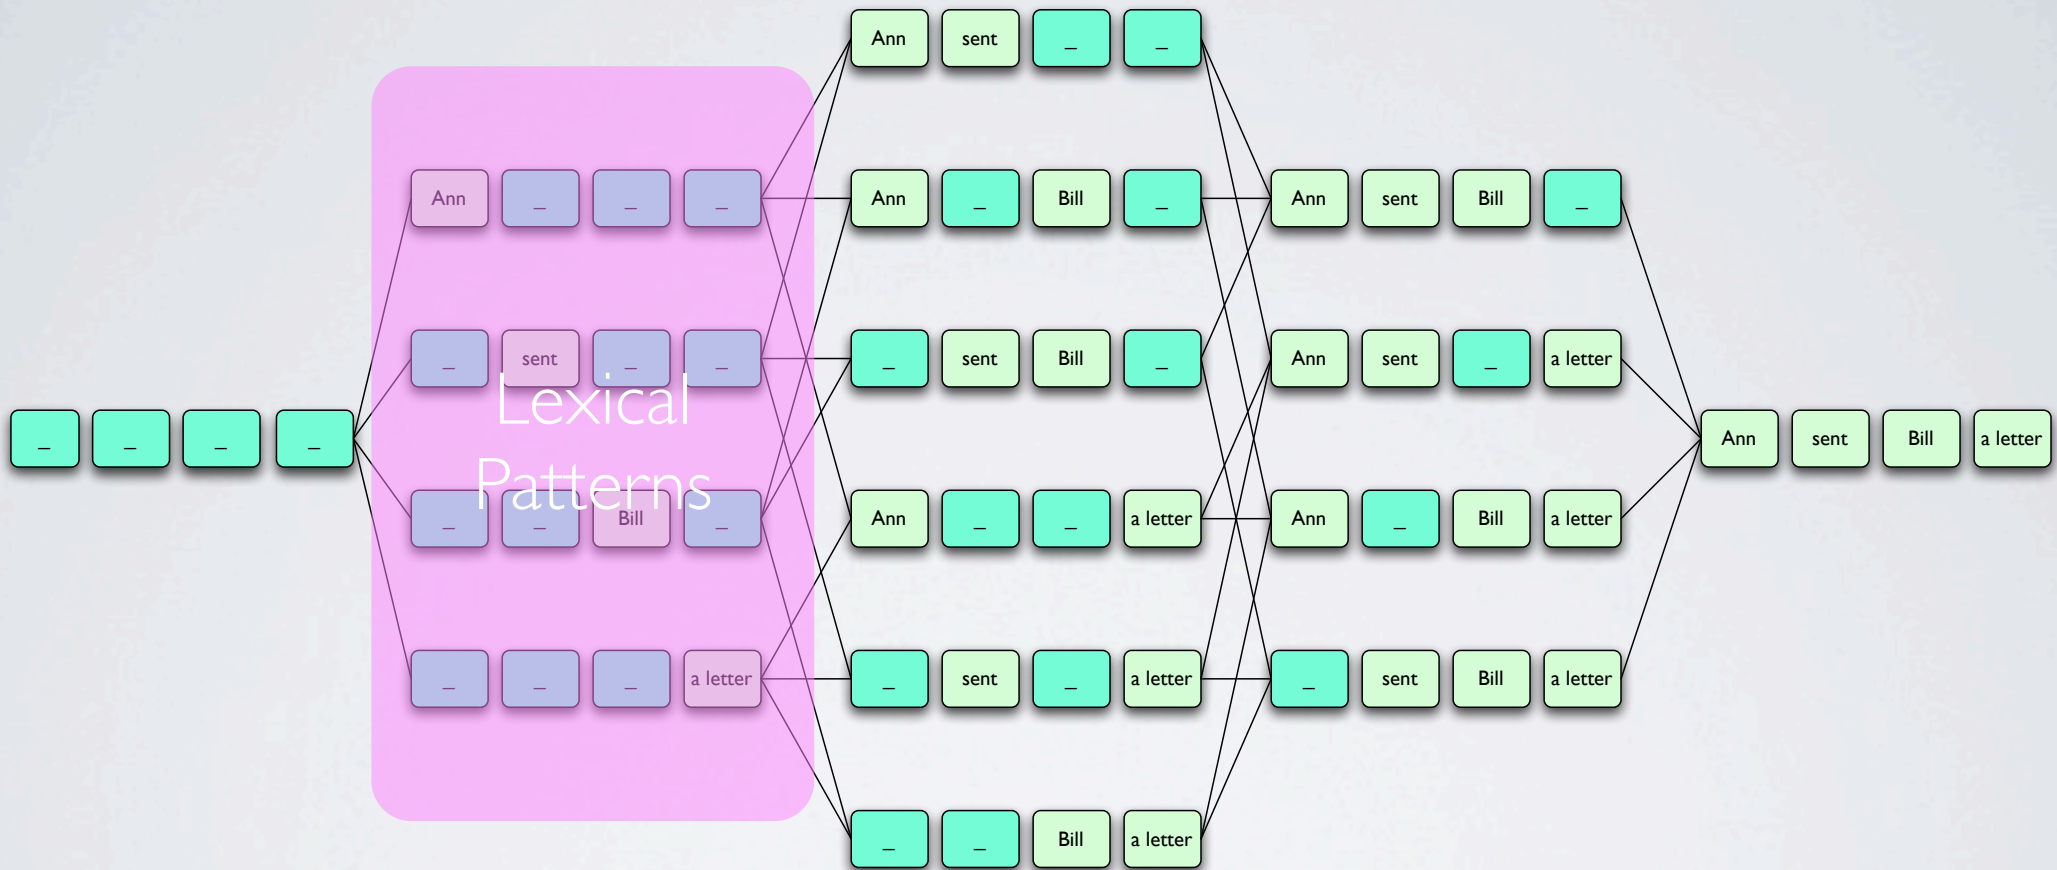 Ann sent _ _
Ann _ _ _
Ann _ Bill _
Ann sent Bill _
_ sent _ _
_ sent Bill _
Ann sent _ a letter
Lexical
Patterns
_ _ _ _
Ann sent Bill a letter
_ _ Bill _
Ann _ _ a letter
Ann _ Bill a letter
_ _ _ a letter
_ sent _ a letter
_ sent Bill a letter
_ _ Bill a letter